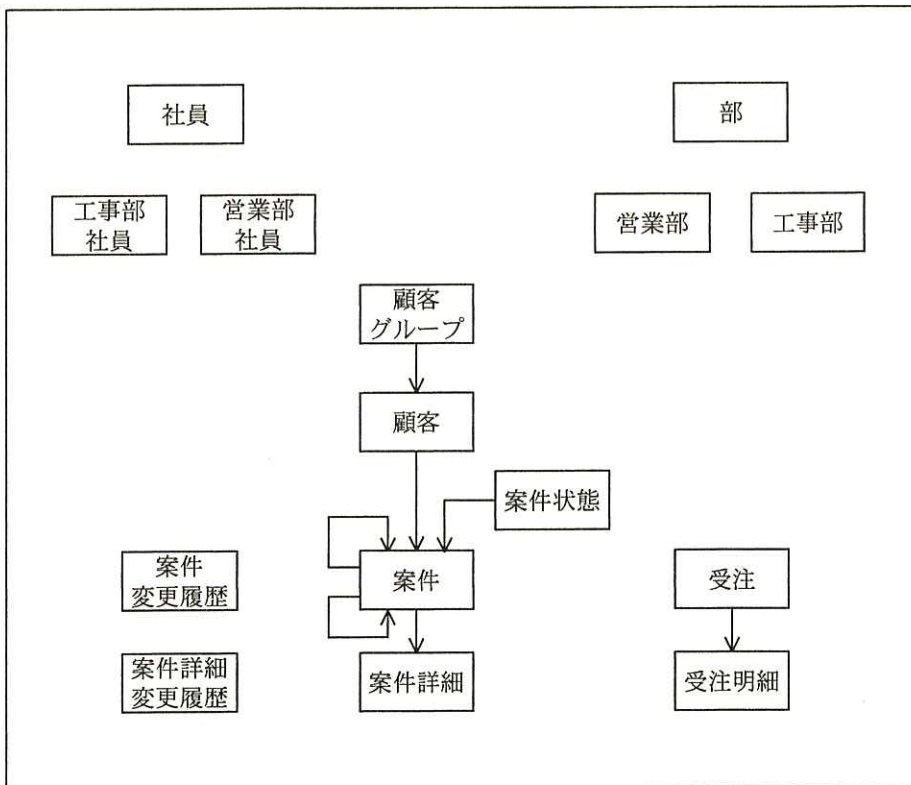 社員
部
工事部
社員
営業部
社員
営業部
工事部
顧客
グループ
顧客
案件状態
案件
変更履歴
案件
受注
案件詳細
変更履歴
案件詳細
受注明細